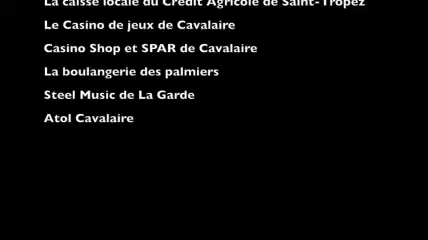 La caisse locale du Crédit Agricole de Saint-Tropez
Le Casino de jeux de Cavalaire
Casino Shop et SPAR de Cavalaire
La boulangerie des palmiers
Steel Music de La Garde
Atol Cavalaire